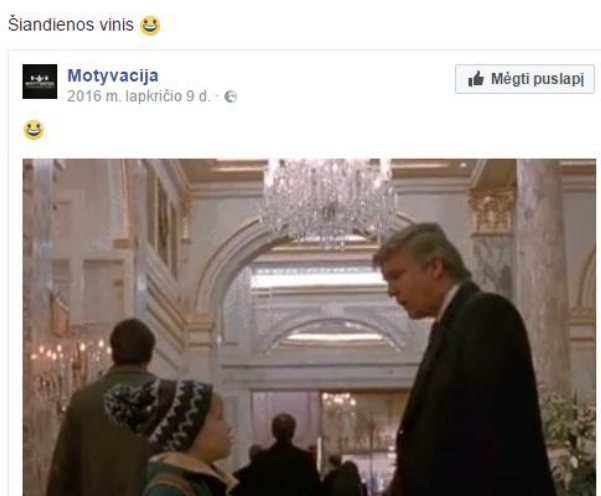 Šiandienos vinis 😀
Motyvacija
2016 m. lapkričio 9 d. ·
Mėgti puslapį
😀